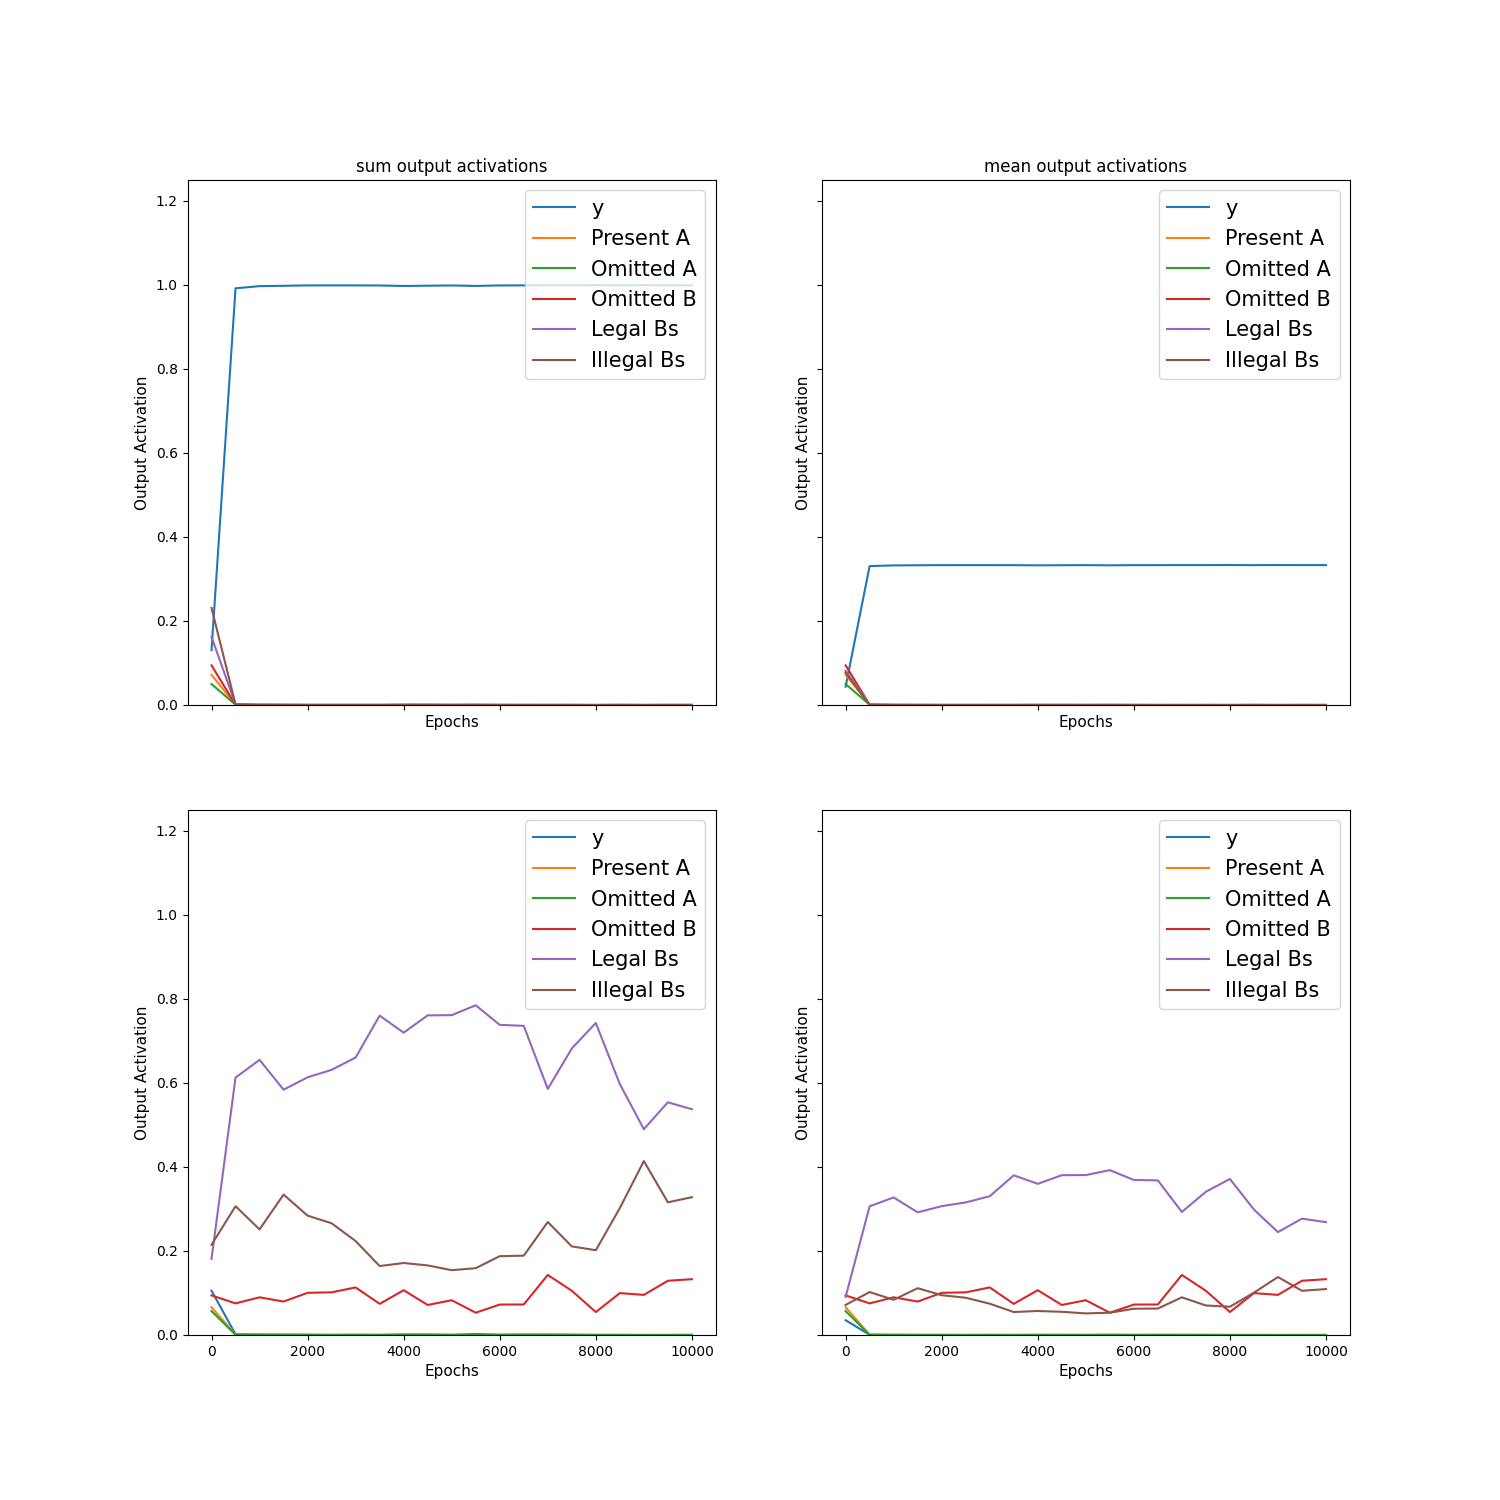 sum output activations
mean output activations
1.2
1.0
0.8
0.6
0.4
0.2
0.0
Output Activation
Epochs
y
Present A
Omitted A
Omitted B
Legal Bs
Illegal Bs
Output Activation
Epochs
y
Present A
Omitted A
Omitted B
Legal Bs
Illegal Bs
1.2
1.0
0.8
0.6
0.4
0.2
0.0
Output Activation
0 2000 4000 6000 8000 10000
Epochs
y
Present A
Omitted A
Omitted B
Legal Bs
Illegal Bs
Output Activation
0 2000 4000 6000 8000 10000
Epochs
y
Present A
Omitted A
Omitted B
Legal Bs
Illegal Bs